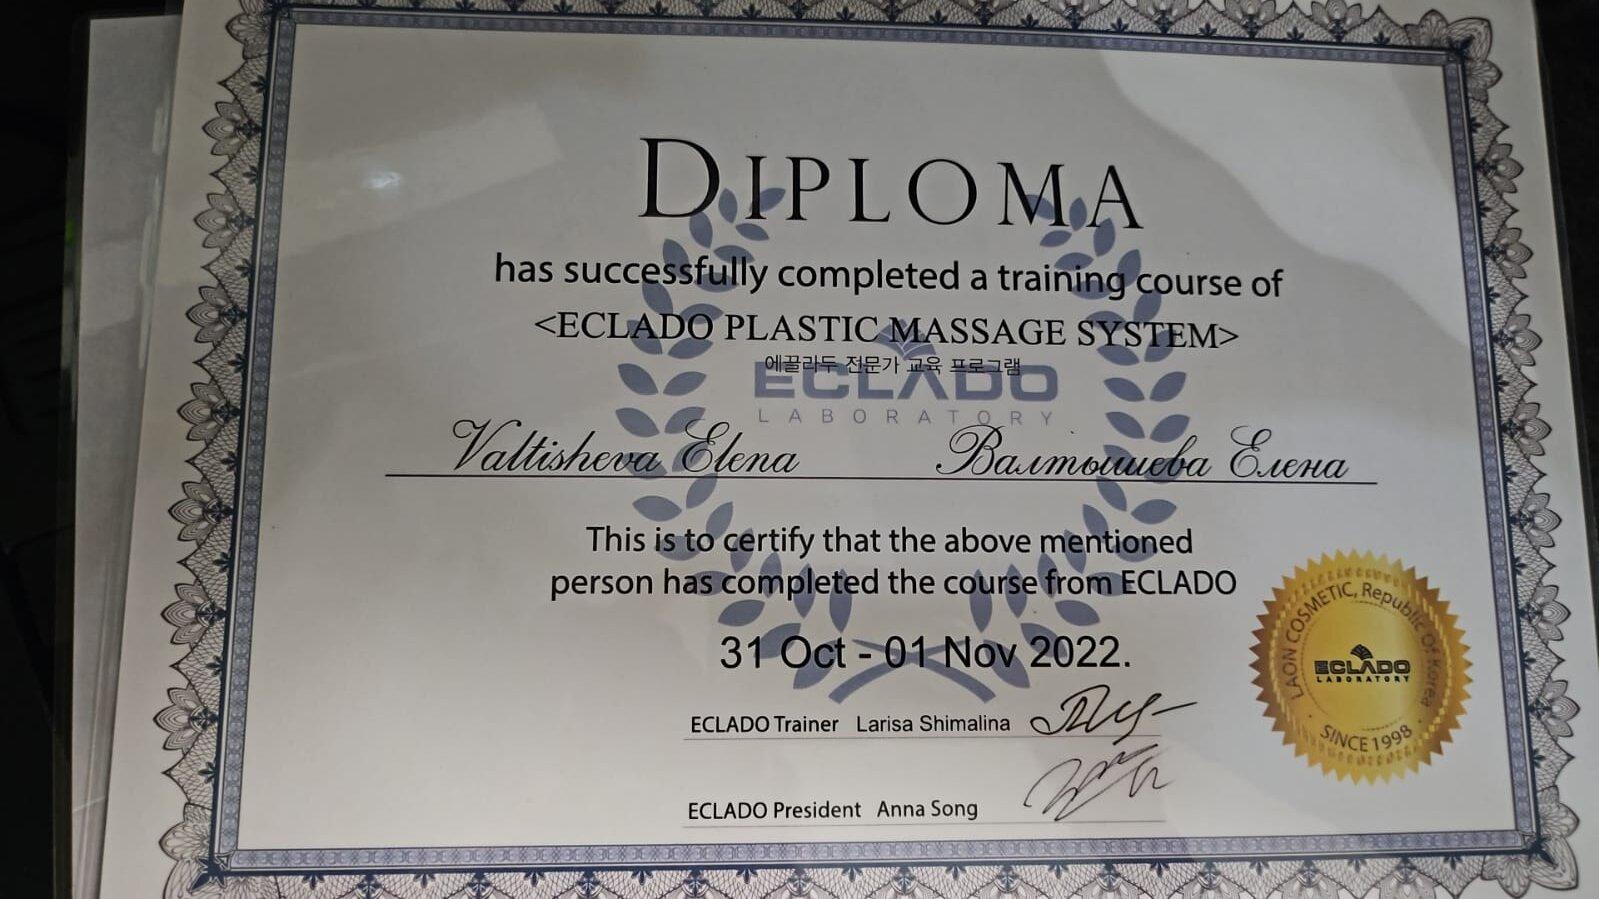 DIPLOMA
has successfully completed a training course of
<ECLADO PLASTIC MASSAGE SYSTEM>
에끌라두 전문가 교육 프로그램
ECLADO
LABORATORY
Valtisheva Elena Валтышева Елена
This is to certify that the above mentioned
person has completed the course from ECLADO
31 Oct - 01 Nov 2022.
ECLADO Trainer Larisa Shimalina
ECLADO President Anna Song
LAON COSMETIC, Republic Of Korea
ECLADO
LABORATORY
SINCE 1998